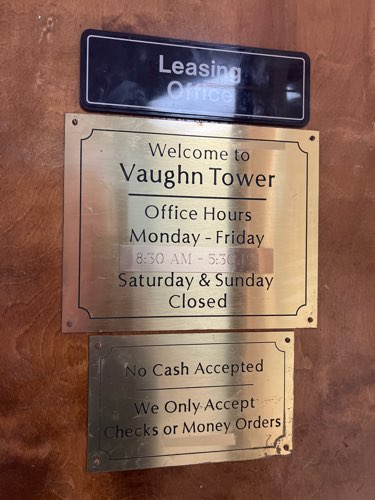 Leasing
Office
Welcome to
Vaughn Tower
Office Hours
Monday - Friday
8:30 AM - 5:30
Saturday & Sunday
Closed
No Cash Accepted
We Only Accept
Checks or Money Orders